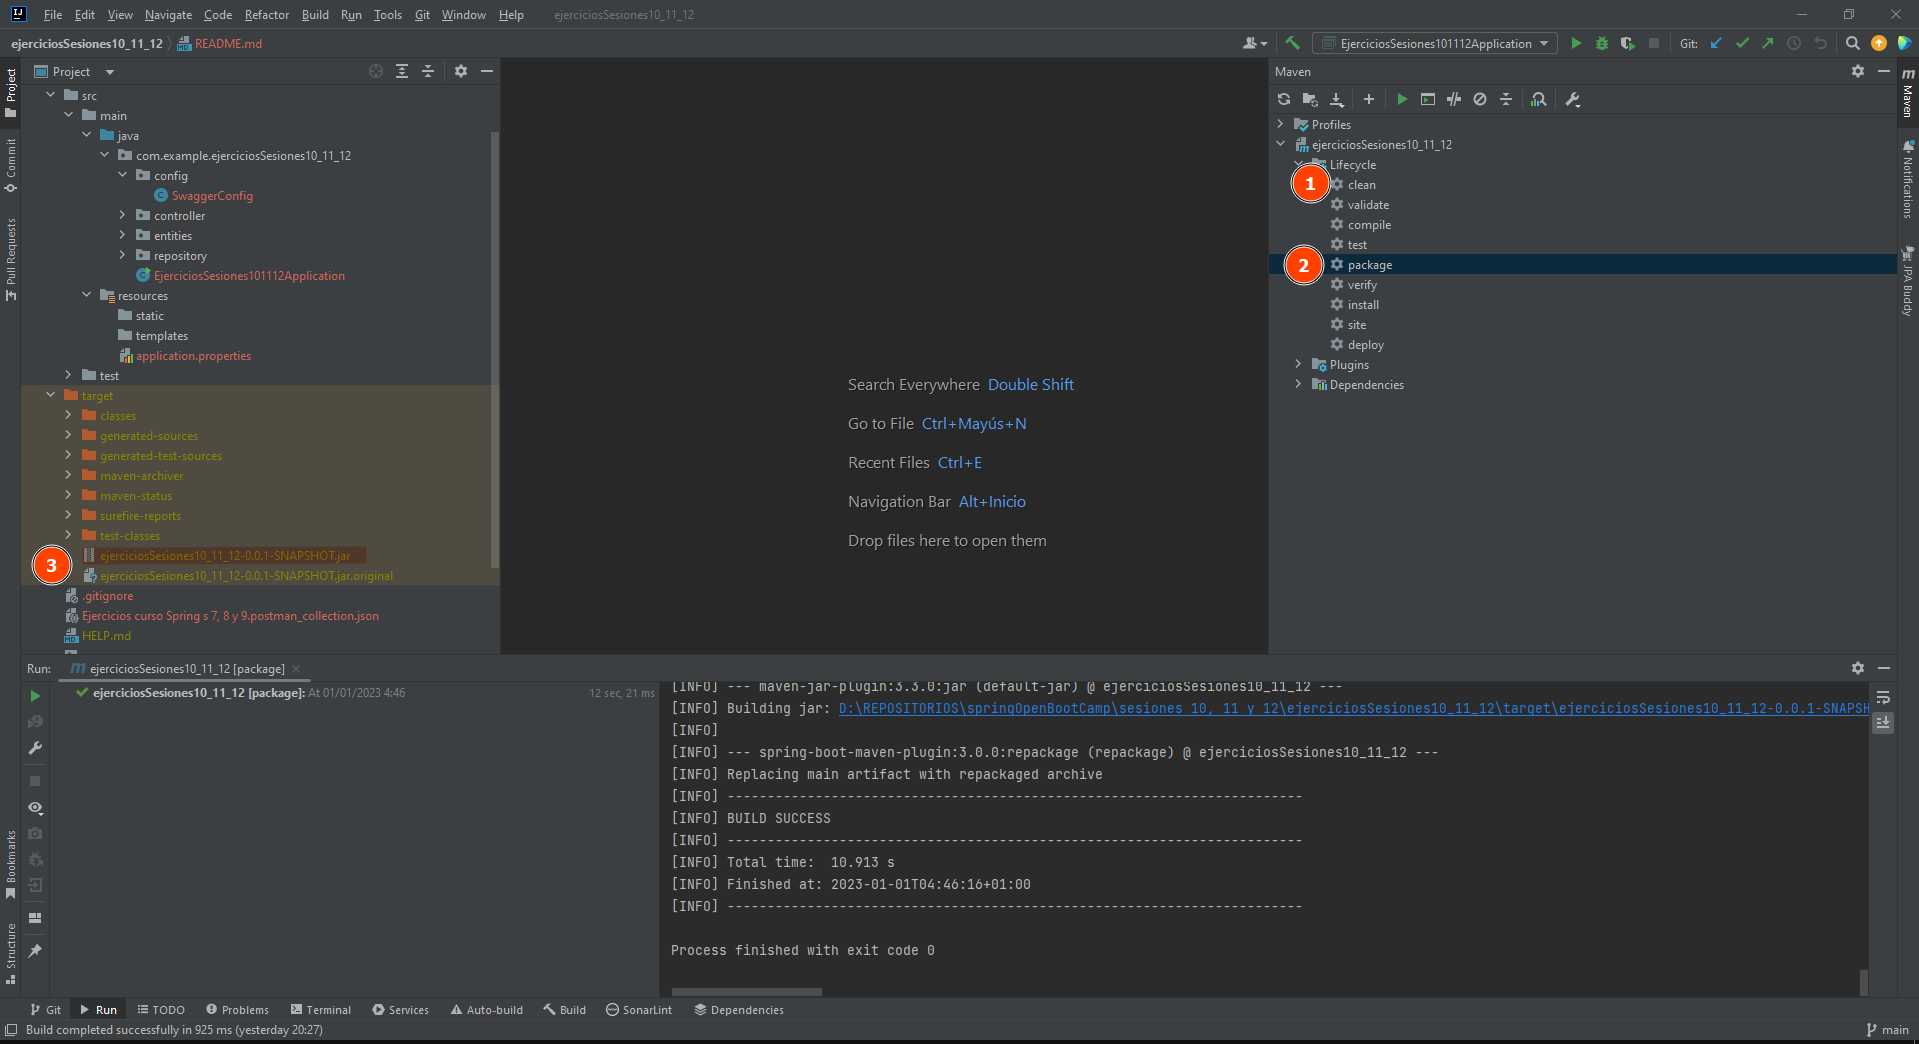 File Edit View Navigate Code Refactor Build Run Tools Git Window Help ejerciciosSesiones10_11_12
ejerciciosSesiones10_11_12 README.md
EjerciciosSesiones101112Application
Git:
Project
Commit
Pull Requests
Bookmarks
Structure
Project
src
main
java
com.example.ejerciciosSesiones10_11_12
config
SwaggerConfig
controller
entities
repository
EjerciciosSesiones101112Application
resources
static
templates
application.properties
test
target
classes
generated-sources
generated-test-sources
maven-archiver
maven-status
surefire-reports
test-classes
3
ejerciciosSesiones10_11_12-0.0.1-SNAPSHOT.jar
ejerciciosSesiones10_11_12-0.0.1-SNAPSHOT.jar.original
.gitignore
Ejercicios curso Spring s 7, 8 y 9.postman_collection.json
HELP.md
Search Everywhere Double Shift
Go to File Ctrl+Mayús+N
Recent Files Ctrl+E
Navigation Bar Alt+Inicio
Drop files here to open them
Maven
Profiles
ejerciciosSesiones10_11_12
Lifecycle
1
clean
validate
compile
test
2
package
verify
install
site
deploy
Plugins
Dependencies
Maven
Notifications
JPA Buddy
Run: ejerciciosSesiones10_11_12 [package]
ejerciciosSesiones10_11_12 [package]: At 01/01/2023 4:46 12 sec, 21 ms
[INFO] --- maven-jar-plugin:3.3.0:jar (default-jar) @ ejerciciosSesiones10_11_12 ---
[INFO] Building jar: D:\REPOSITORIOS\springOpenBootCamp\sesiones 10, 11 y 12\ejerciciosSesiones10_11_12\target\ejerciciosSesiones10_11_12-0.0.1-SNAPSH
[INFO]
[INFO] --- spring-boot-maven-plugin:3.0.0:repackage (repackage) @ ejerciciosSesiones10_11_12 ---
[INFO] Replacing main artifact with repackaged archive
[INFO] ------------------------------------------------------------------------
[INFO] BUILD SUCCESS
[INFO] ------------------------------------------------------------------------
[INFO] Total time:  10.913 s
[INFO] Finished at: 2023-01-01T04:46:16+01:00
[INFO] ------------------------------------------------------------------------
Process finished with exit code 0
Git Run TODO Problems Terminal Services Auto-build Build SonarLint Dependencies
Build completed successfully in 925 ms (yesterday 20:27) main